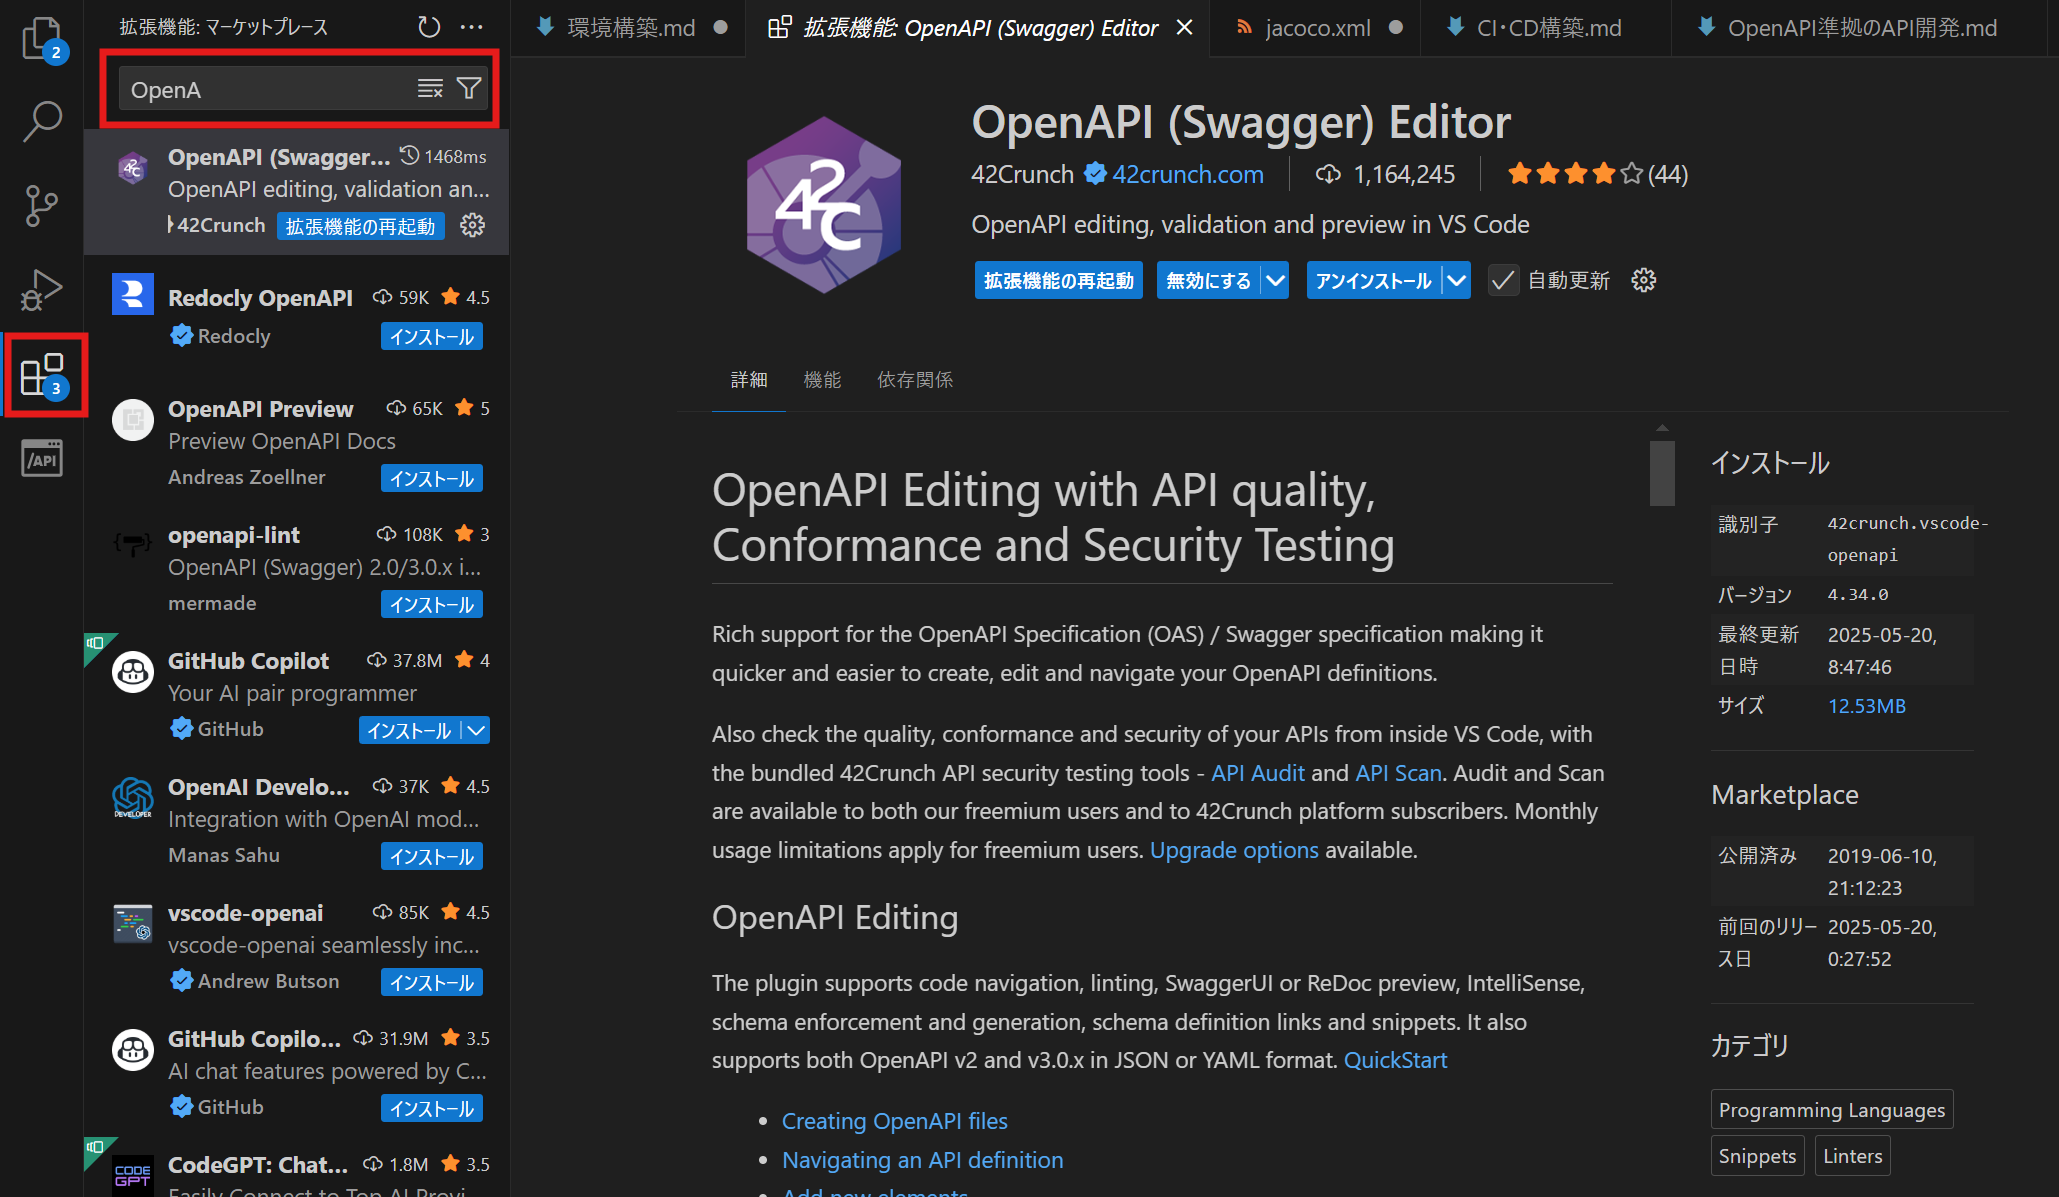 拡張機能: マーケットプレース
環境構築.md
拡張機能: OpenAPI (Swagger) Editor
jacoco.xml
CI・CD構築.md
OpenAPI準拠のAPI開発.md
2
3
/API
OpenA
OpenAPI (Swagger... 1468ms
OpenAPI editing, validation an...
42Crunch 拡張機能の再起動
Redocly OpenAPI 59K 4.5
Redocly インストール
OpenAPI Preview 65K 5
Preview OpenAPI Docs
Andreas Zoellner インストール
openapi-lint 108K 3
OpenAPI (Swagger) 2.0/3.0.x i...
mermade インストール
GitHub Copilot 37.8M 4
Your AI pair programmer
GitHub インストール
OpenAI Develo... 37K 4.5
Integration with OpenAI mod...
DEVELOPER
Manas Sahu インストール
vscode-openai 85K 4.5
vscode-openai seamlessly inc...
Andrew Butson インストール
GitHub Copilo... 31.9M 3.5
AI chat features powered by C...
GitHub インストール
CodeGPT: Chat... 1.8M 3.5
CODE
GPT
Easily Connect to Top AI Provi...
42C
OpenAPI (Swagger) Editor
42Crunch 42crunch.com 1,164,245 (44)
OpenAPI editing, validation and preview in VS Code
拡張機能の再起動 無効にする アンインストール 自動更新
詳細 機能 依存関係
OpenAPI Editing with API quality,
Conformance and Security Testing
Rich support for the OpenAPI Specification (OAS) / Swagger specification making it
quicker and easier to create, edit and navigate your OpenAPI definitions.
Also check the quality, conformance and security of your APIs from inside VS Code, with
the bundled 42Crunch API security testing tools - API Audit and API Scan. Audit and Scan
are available to both our freemium users and to 42Crunch platform subscribers. Monthly
usage limitations apply for freemium users. Upgrade options available.
OpenAPI Editing
The plugin supports code navigation, linting, SwaggerUI or ReDoc preview, IntelliSense,
schema enforcement and generation, schema definition links and snippets. It also
supports both OpenAPI v2 and v3.0.x in JSON or YAML format. QuickStart
• Creating OpenAPI files
• Navigating an API definition
• Add new elements
インストール
識別子 42crunch.vscode-
openapi
バージョン 4.34.0
最終更新 2025-05-20,
日時 8:47:46
サイズ 12.53MB
Marketplace
公開済み 2019-06-10,
21:12:23
前回のリリー 2025-05-20,
ス日 0:27:52
カテゴリ
Programming Languages
Snippets Linters